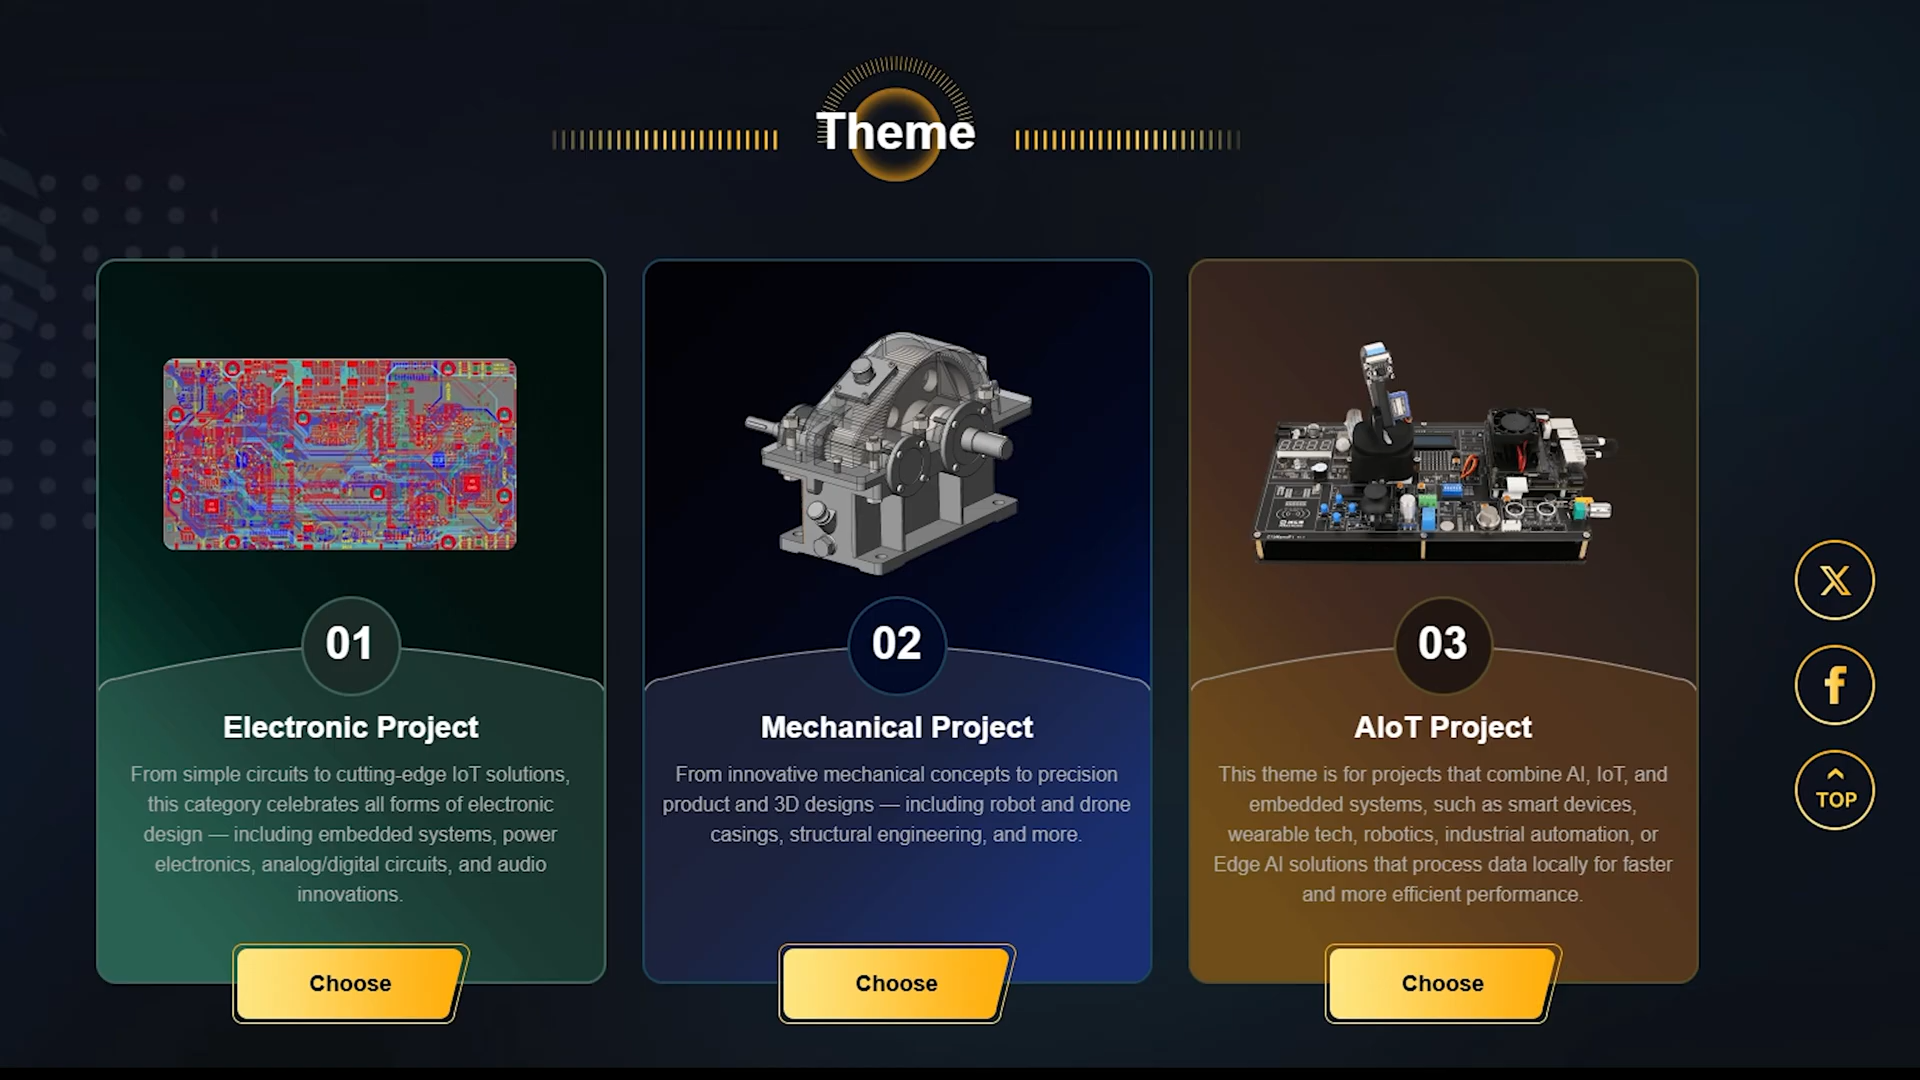 Theme
01
Electronic Project
From simple circuits to cutting-edge IoT solutions,
this category celebrates all forms of electronic
design — including embedded systems, power
electronics, analog/digital circuits, and audio
innovations.
Choose
02
Mechanical Project
From innovative mechanical concepts to precision
product and 3D designs — including robot and drone
casings, structural engineering, and more.
Choose
03
AIoT Project
This theme is for projects that combine AI, IoT, and
embedded systems, such as smart devices,
wearable tech, robotics, industrial automation, or
Edge AI solutions that process data locally for faster
and more efficient performance.
Choose
TOP